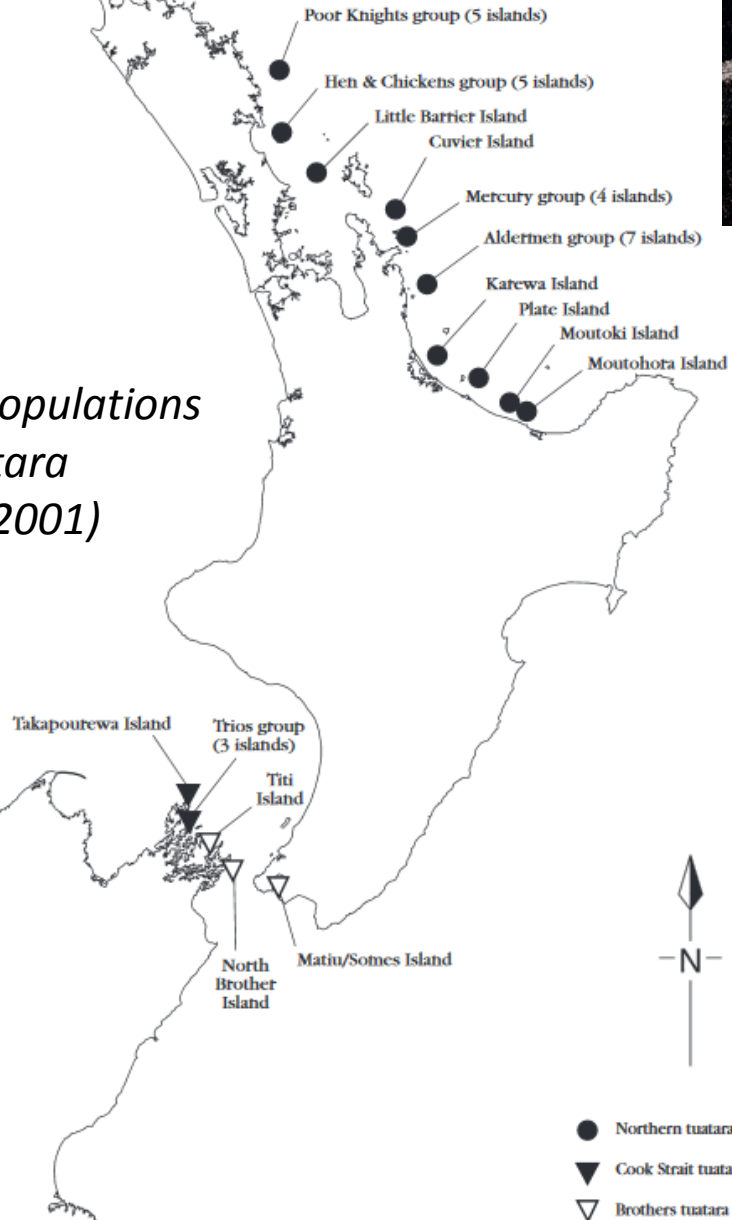 Poor Knights group (5 islands)
Hen & Chickens group (5 islands)
Little Barrier Island
Cuvier Island
Mercury group (4 islands)
Aldermen group (7 islands)
Karewa Island
Plate Island
Moutoki Island
Moutohora Island
opulations
tara
2001)
Takapourewa Island
Trios group
(3 islands)
Titi
Island
North
Brother
Island
Matiu/Somes Island
N
Northern tuatara
Cook Strait tuata
Brothers tuatara